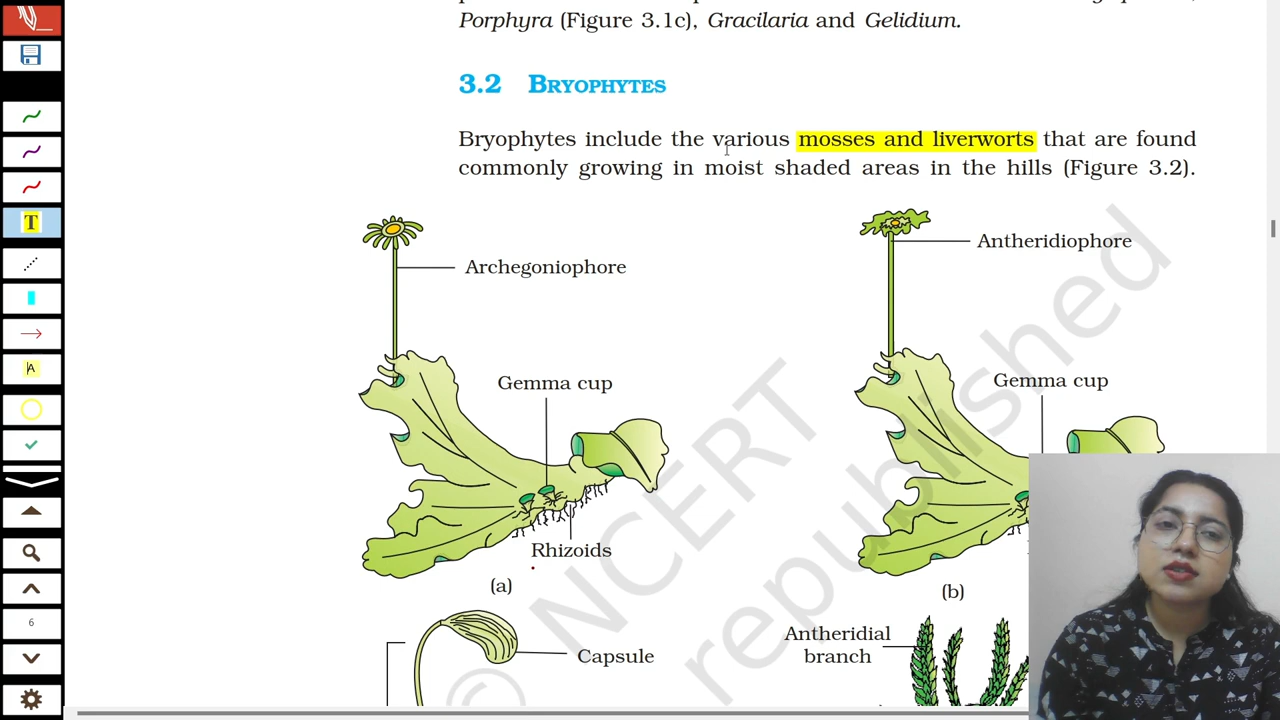 Porphyra (Figure 3.1c), Gracilaria and Gelidium.
3.2 BRYOPHYTES
Bryophytes include the various mosses and liverworts that are found
commonly growing in moist shaded areas in the hills (Figure 3.2).
Archegoniophore
Antheridiophore
Gemma cup
Gemma cup
Rhizoids
(a)
(b)
Capsule
Antheridial
branch
© NCERT
republished
T
A
6